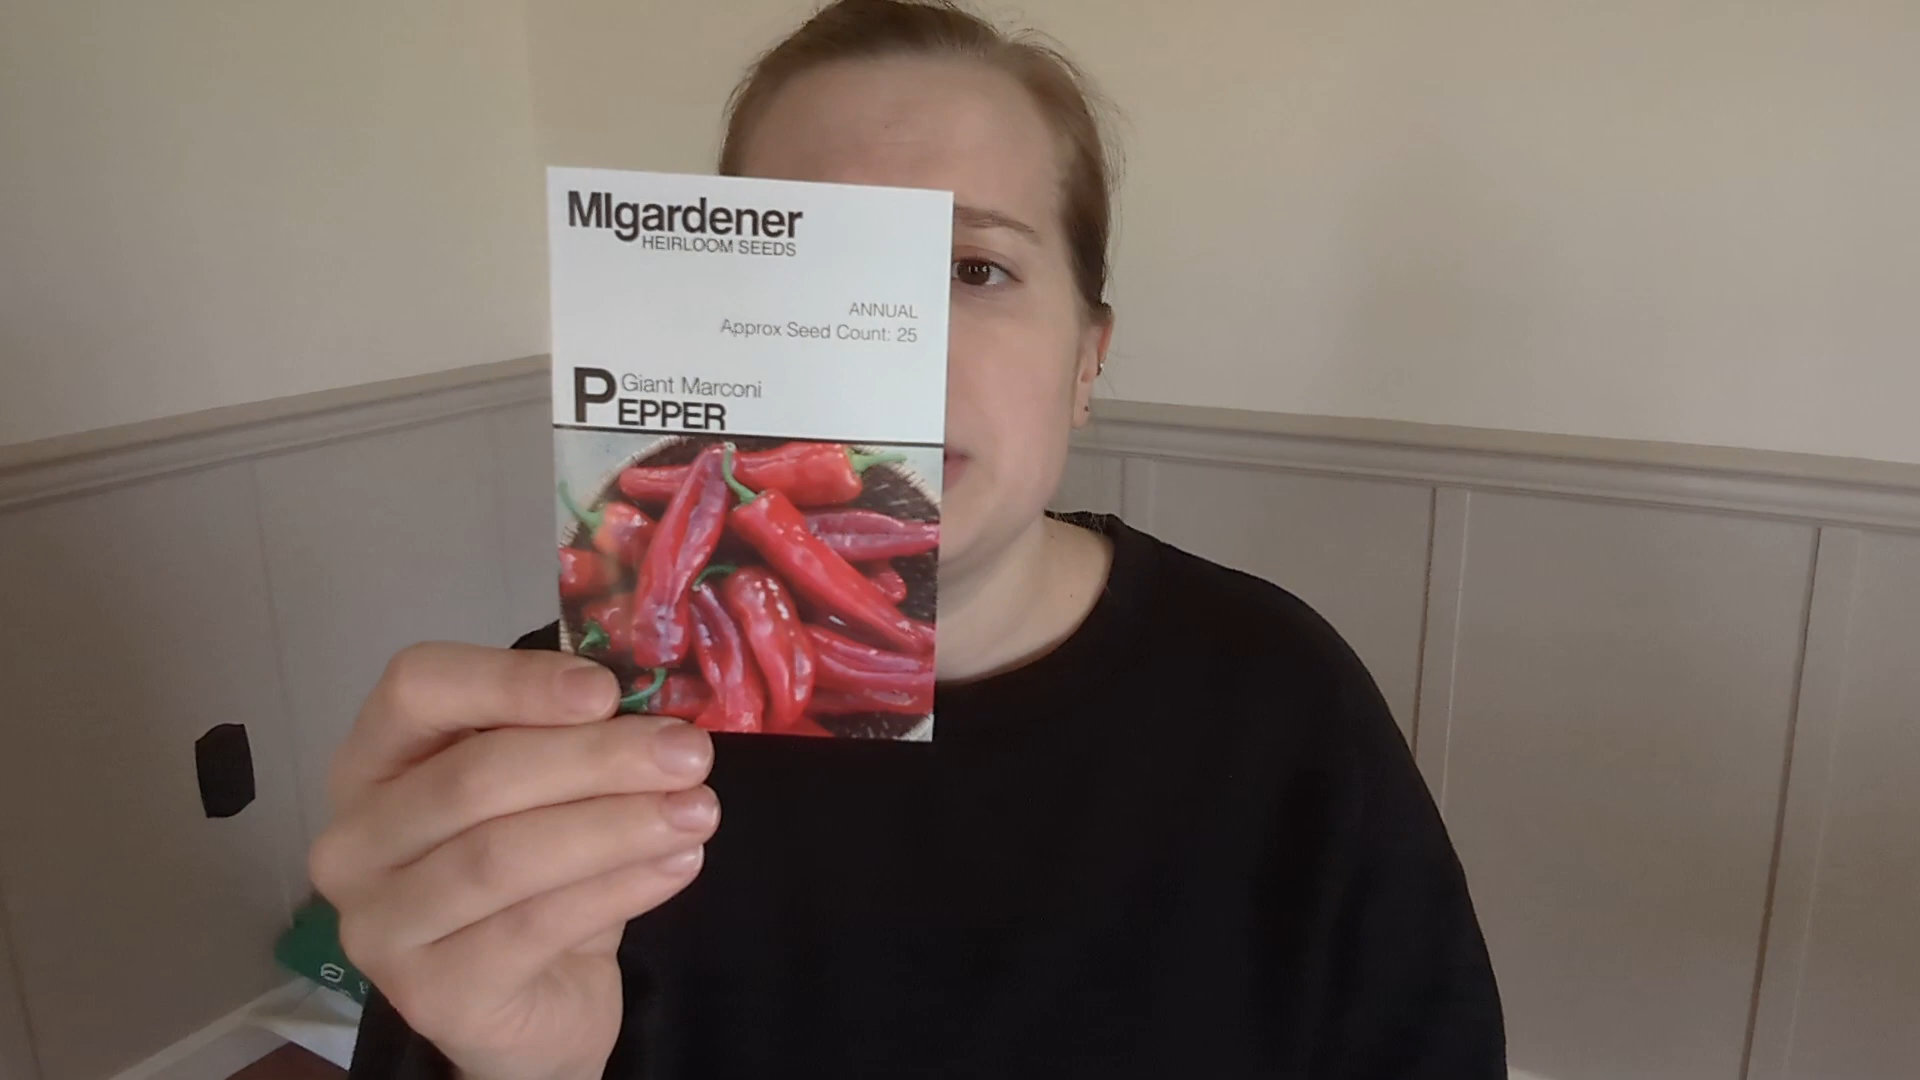 MIgardener
HEIRLOOM SEEDS
ANNUAL
Approx Seed Count: 25
Giant Marconi
PEPPER